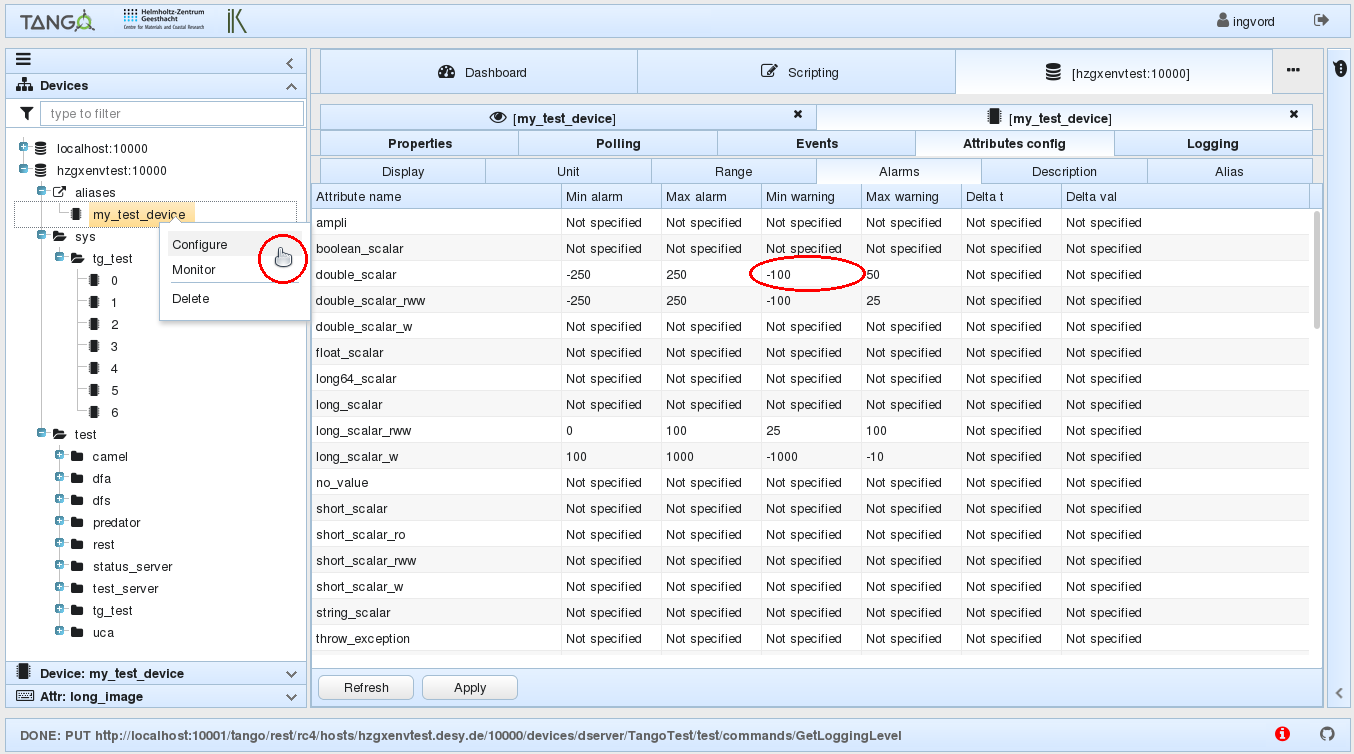 TANGO
Helmholtz-Zentrum
Geesthacht
Centre for Materials and Coastal Research
ingvord
Devices
type to filter
localhost:10000
hzgxenvtest:10000
aliases
my_test_device
sys
tg_test
0
1
2
3
4
5
6
test
camel
dfa
dfs
predator
rest
status_server
test_server
tg_test
uca
Configure
Monitor
Delete
Device: my_test_device
Attr: long_image
Dashboard
Scripting
[hzgxenvtest:10000]
[my_test_device]
[my_test_device]
Properties Polling Events Attributes config Logging
Display Unit Range Alarms Description Alias
Attribute name Min alarm Max alarm Min warning Max warning Delta t Delta val
ampli Not specified Not specified Not specified Not specified Not specified Not specified
boolean_scalar Not specified Not specified Not specified Not specified Not specified Not specified
double_scalar -250 250 -100 50 Not specified Not specified
double_scalar_rww -250 250 -100 25 Not specified Not specified
double_scalar_w Not specified Not specified Not specified Not specified Not specified Not specified
float_scalar Not specified Not specified Not specified Not specified Not specified Not specified
long64_scalar Not specified Not specified Not specified Not specified Not specified Not specified
long_scalar Not specified Not specified Not specified Not specified Not specified Not specified
long_scalar_rww 0 100 25 100 Not specified Not specified
long_scalar_w 100 1000 -1000 -10 Not specified Not specified
no_value Not specified Not specified Not specified Not specified Not specified Not specified
short_scalar Not specified Not specified Not specified Not specified Not specified Not specified
short_scalar_ro Not specified Not specified Not specified Not specified Not specified Not specified
short_scalar_rww Not specified Not specified Not specified Not specified Not specified Not specified
short_scalar_w Not specified Not specified Not specified Not specified Not specified Not specified
string_scalar Not specified Not specified Not specified Not specified Not specified Not specified
throw_exception Not specified Not specified Not specified Not specified Not specified Not specified
Refresh Apply
DONE: PUT http://localhost:10001/tango/rest/rc4/hosts/hzgxenvtest.desy.de/10000/devices/dserver/TangoTest/test/commands/GetLoggingLevel